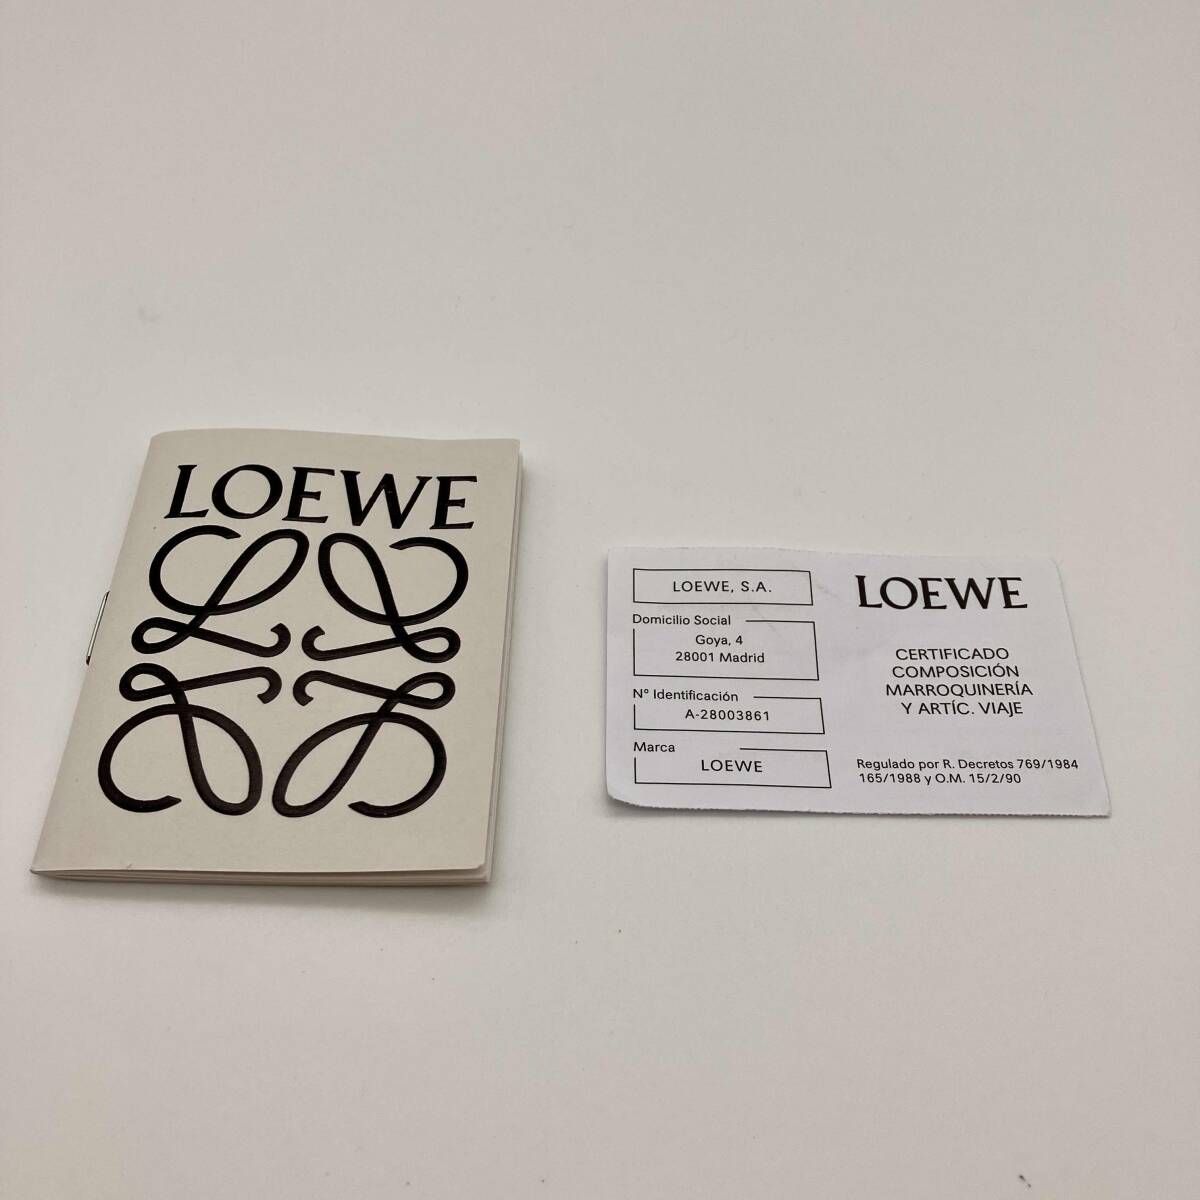 LOEWE
LOEWE, S.A.
Domicilio Social
Goya, 4
28001 Madrid
Nº Identificación
A-28003861
Marca
LOEWE
LOEWE
CERTIFICADO
COMPOSICIÓN
MARROQUINERÍA
Y ARTÍC. VIAJE
Regulado por R. Decretos 769/1984
165/1988 y O.M. 15/2/90